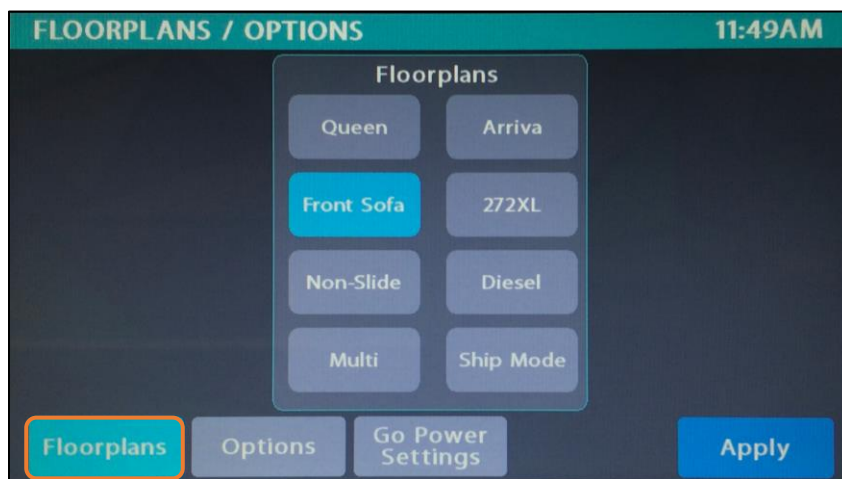 FLOORPLANS / OPTIONS 11:49AM
Floorplans
Queen Arriva
Front Sofa 272XL
Non-Slide Diesel
Multi Ship Mode
Floorplans Options Go Power Settings Apply